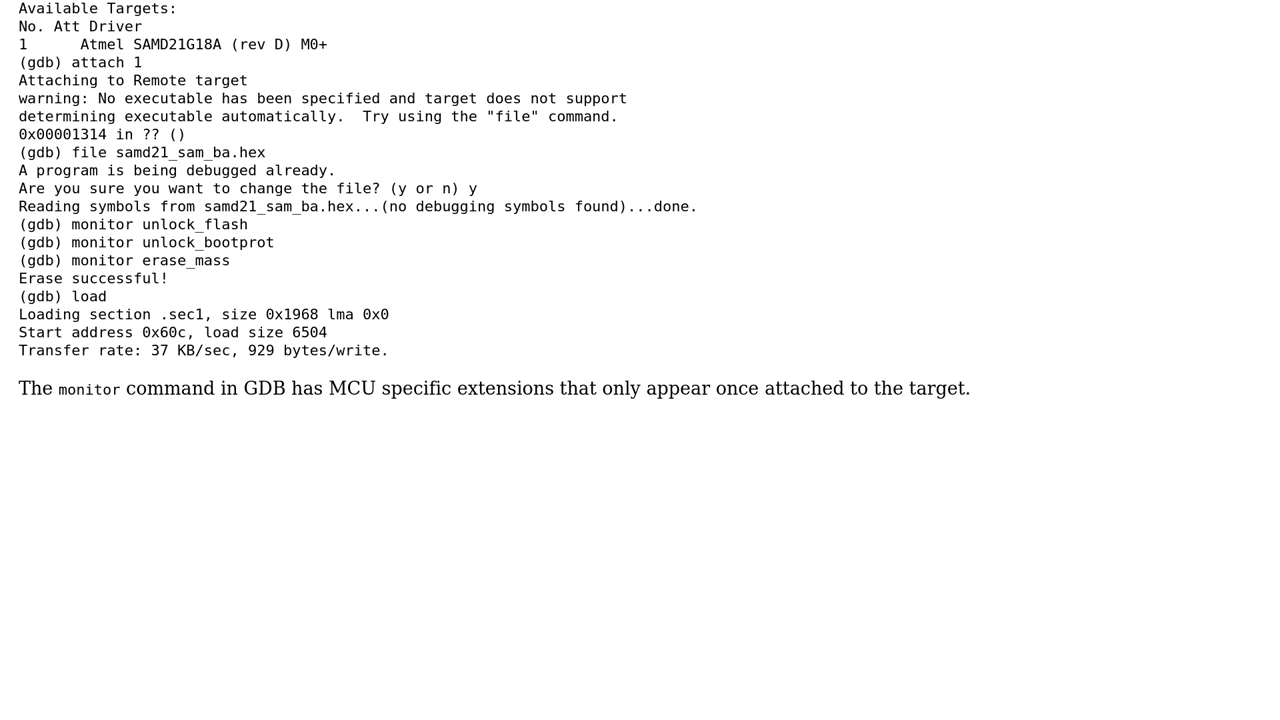 Available Targets:
No. Att Driver
1      Atmel SAMD21G18A (rev D) M0+
(gdb) attach 1
Attaching to Remote target
warning: No executable has been specified and target does not support
determining executable automatically.  Try using the "file" command.
0x00001314 in ?? ()
(gdb) file samd21_sam_ba.hex
A program is being debugged already.
Are you sure you want to change the file? (y or n) y
Reading symbols from samd21_sam_ba.hex...(no debugging symbols found)...done.
(gdb) monitor unlock_flash
(gdb) monitor unlock_bootprot
(gdb) monitor erase_mass
Erase successful!
(gdb) load
Loading section .sec1, size 0x1968 lma 0x0
Start address 0x60c, load size 6504
Transfer rate: 37 KB/sec, 929 bytes/write.
The monitor command in GDB has MCU specific extensions that only appear once attached to the target.